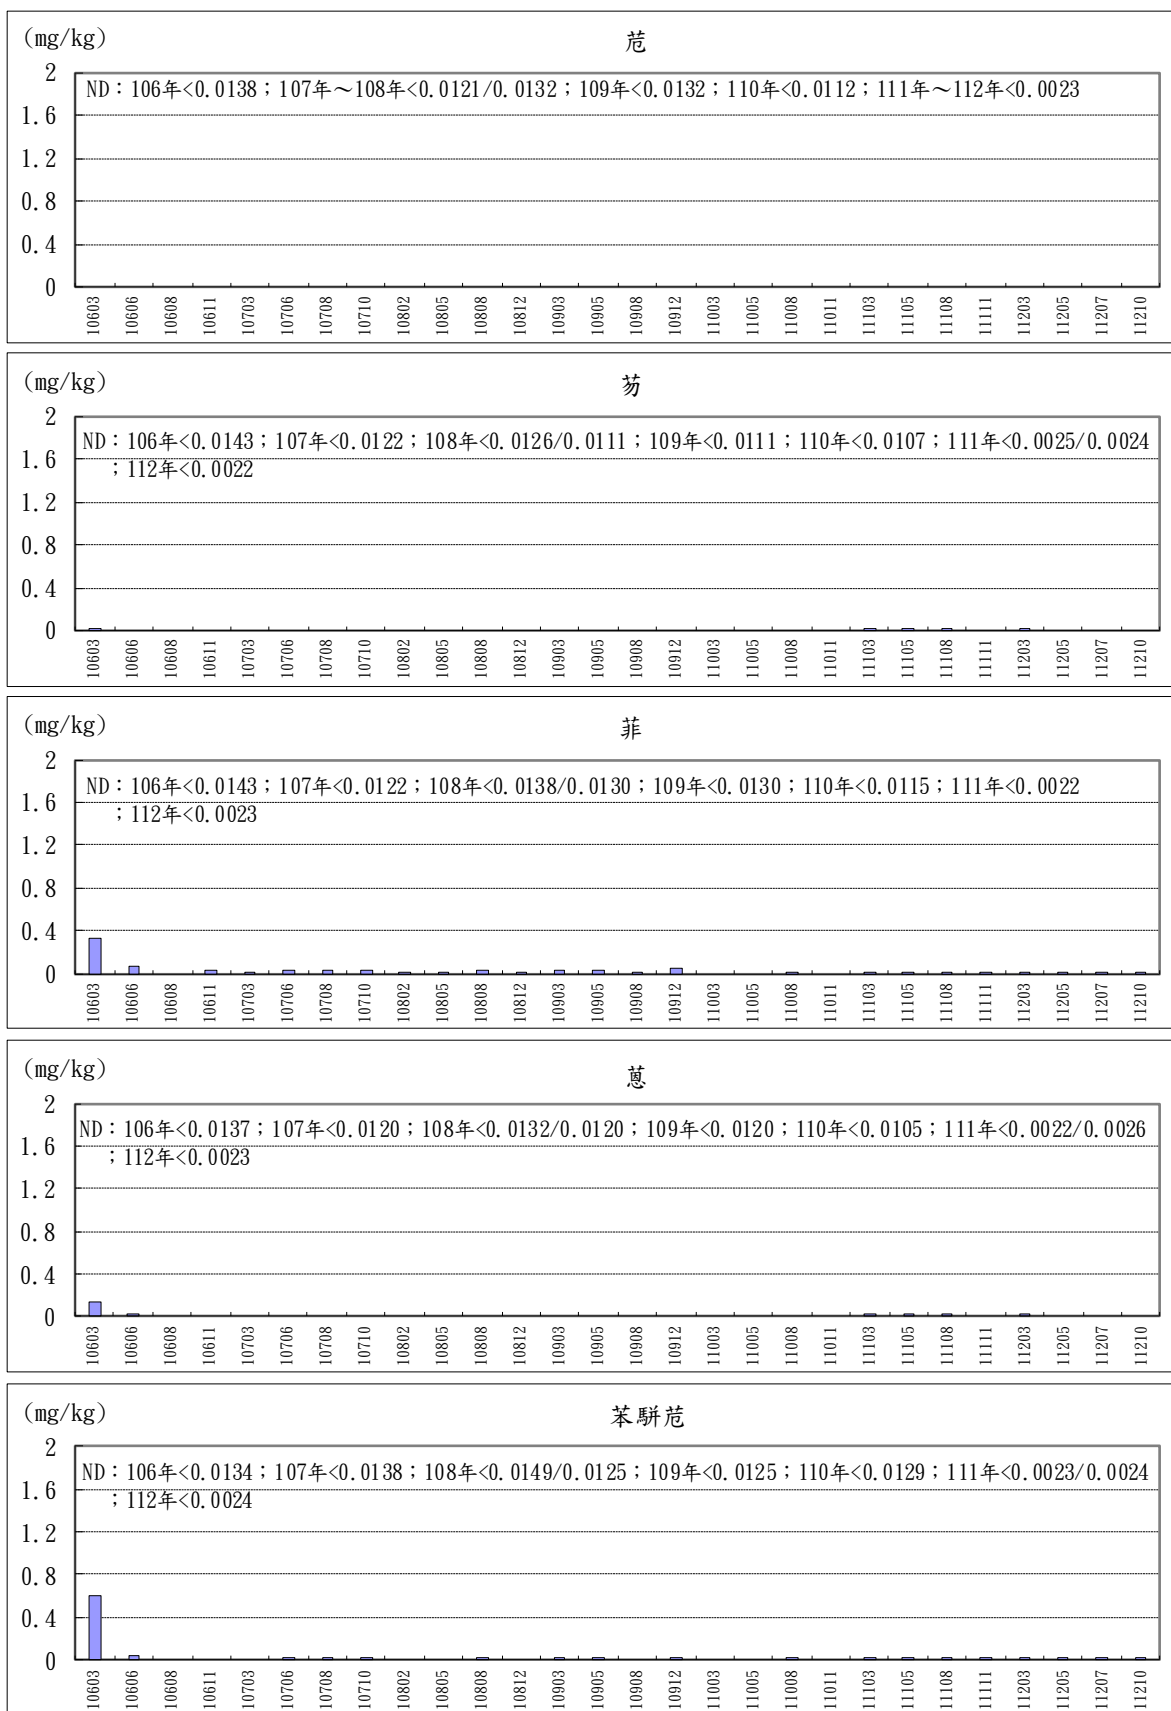 (mg/kg)
苊
2
ND：106年<0.0138；107年～108年<0.0121/0.0132；109年<0.0132；110年<0.0112；111年～112年<0.0023
1.6
1.2
0.8
0.4
0
10603 10606 10608 10611 10703 10706 10708 10710 10802 10805 10808 10812 10903 10905 10908 10912 11003 11005 11008 11011 11103 11105 11108 11111 11203 11205 11207 11210
(mg/kg)
芴
2
ND：106年<0.0143；107年<0.0122；108年<0.0126/0.0111；109年<0.0111；110年<0.0107；111年<0.0025/0.0024
1.6
；112年<0.0022
1.2
0.8
0.4
0
10603 10606 10608 10611 10703 10706 10708 10710 10802 10805 10808 10812 10903 10905 10908 10912 11003 11005 11008 11011 11103 11105 11108 11111 11203 11205 11207 11210
(mg/kg)
菲
2
ND：106年<0.0143；107年<0.0122；108年<0.0138/0.0130；109年<0.0130；110年<0.0115；111年<0.0022
1.6
；112年<0.0023
1.2
0.8
0.4
0
10603 10606 10608 10611 10703 10706 10708 10710 10802 10805 10808 10812 10903 10905 10908 10912 11003 11005 11008 11011 11103 11105 11108 11111 11203 11205 11207 11210
(mg/kg)
蒽
2
ND：106年<0.0137；107年<0.0120；108年<0.0132/0.0120；109年<0.0120；110年<0.0105；111年<0.0022/0.0026
1.6
；112年<0.0023
1.2
0.8
0.4
0
10603 10606 10608 10611 10703 10706 10708 10710 10802 10805 10808 10812 10903 10905 10908 10912 11003 11005 11008 11011 11103 11105 11108 11111 11203 11205 11207 11210
(mg/kg)
苯駢苊
2
ND：106年<0.0134；107年<0.0138；108年<0.0149/0.0125；109年<0.0125；110年<0.0129；111年<0.0023/0.0024
1.6
；112年<0.0024
1.2
0.8
0.4
0
10603 10606 10608 10611 10703 10706 10708 10710 10802 10805 10808 10812 10903 10905 10908 10912 11003 11005 11008 11011 11103 11105 11108 11111 11203 11205 11207 11210